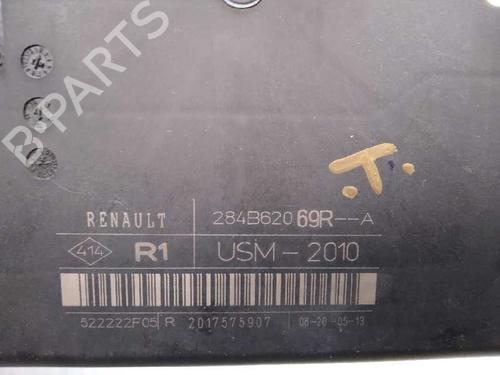 B-PARTS
.T.
RENAULT 284B62069R--A
414 R1 USM-2010
522222F05 R 2017575907 08-20-05-13